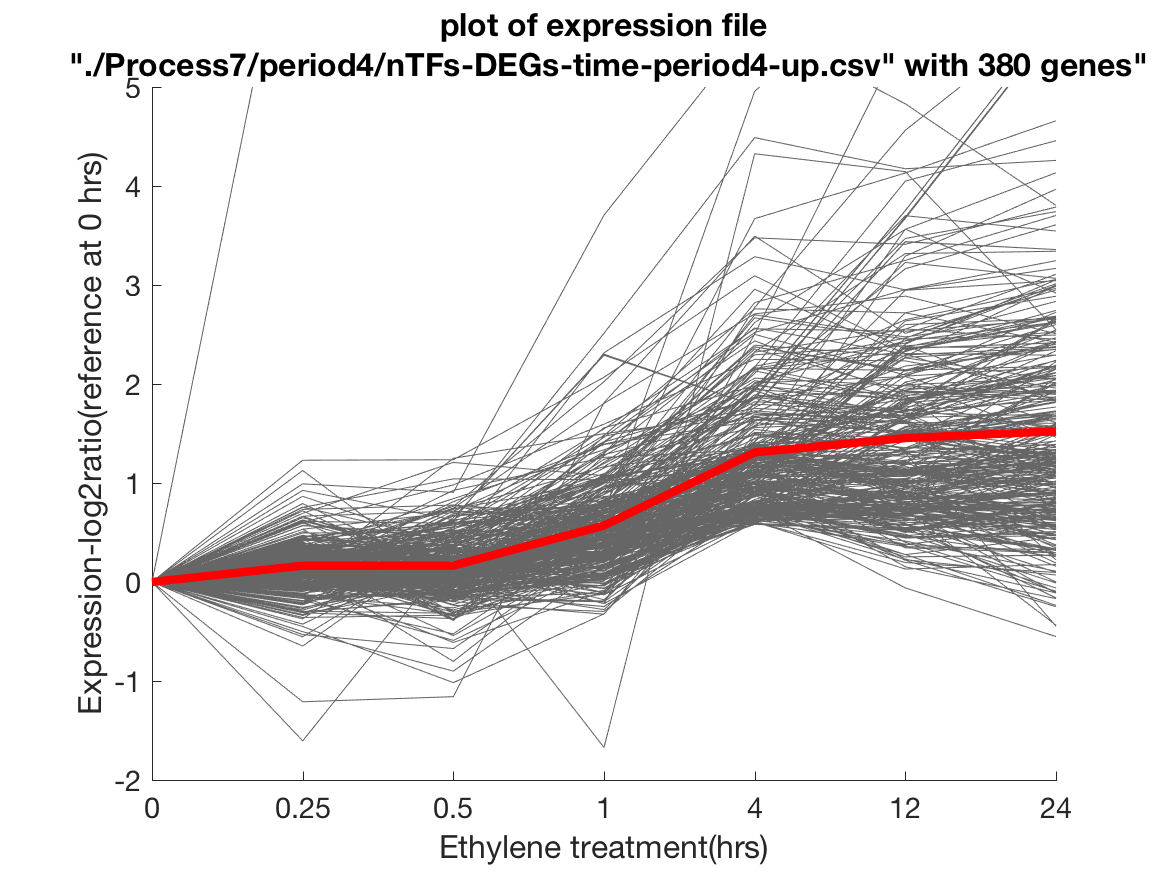 plot of expression file
"./Process7/period4/nTFs-DEGs-time-period4-up.csv" with 380 genes"
5
4
3
2
1
0
-1
-2
Expression-log2ratio(reference at 0 hrs)
0 0.25 0.5 1 4 12 24
Ethylene treatment(hrs)